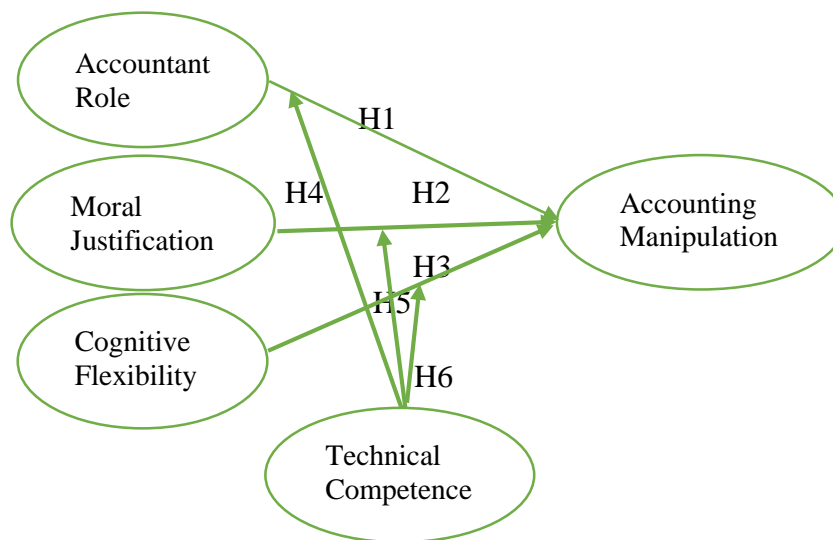 Accountant
Role
H1
Moral
Justification
H4
H2
Accounting
Manipulation
H3
H5
Cognitive
Flexibility
H6
Technical
Competence